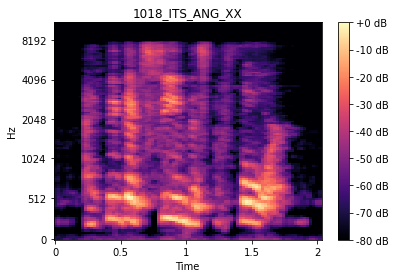 1018_ITS_ANG_XX
+0 dB
8192
-10 dB
4096
-20 dB
-30 dB
2048
Hz
-40 dB
1024
-50 dB
512
-60 dB
-70 dB
0
-80 dB
0
0.5
1
1.5
2
Time